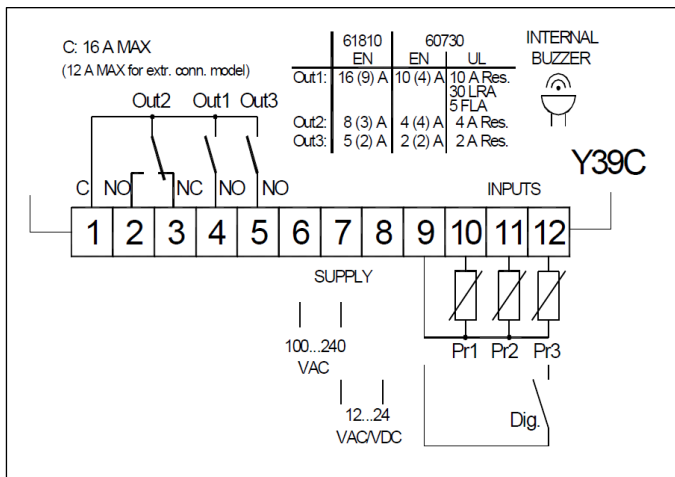 C: 16 A MAX
(12 A MAX for extr. conn. model)
61810 60730
EN EN UL
Out1: 16 (9) A 10 (4) A 10 A Res.
30 LRA
5 FLA
Out2: 8 (3) A 4 (4) A 4 A Res.
Out3: 5 (2) A 2 (2) A 2 A Res.
INTERNAL
BUZZER
Y39C
Out2 Out1 Out3
C NO NC NO NO INPUTS
1 2 3 4 5 6 7 8 9 10 11 12
SUPPLY
100...240
VAC
12...24
VAC/VDC
Pr1 Pr2 Pr3
Dig.